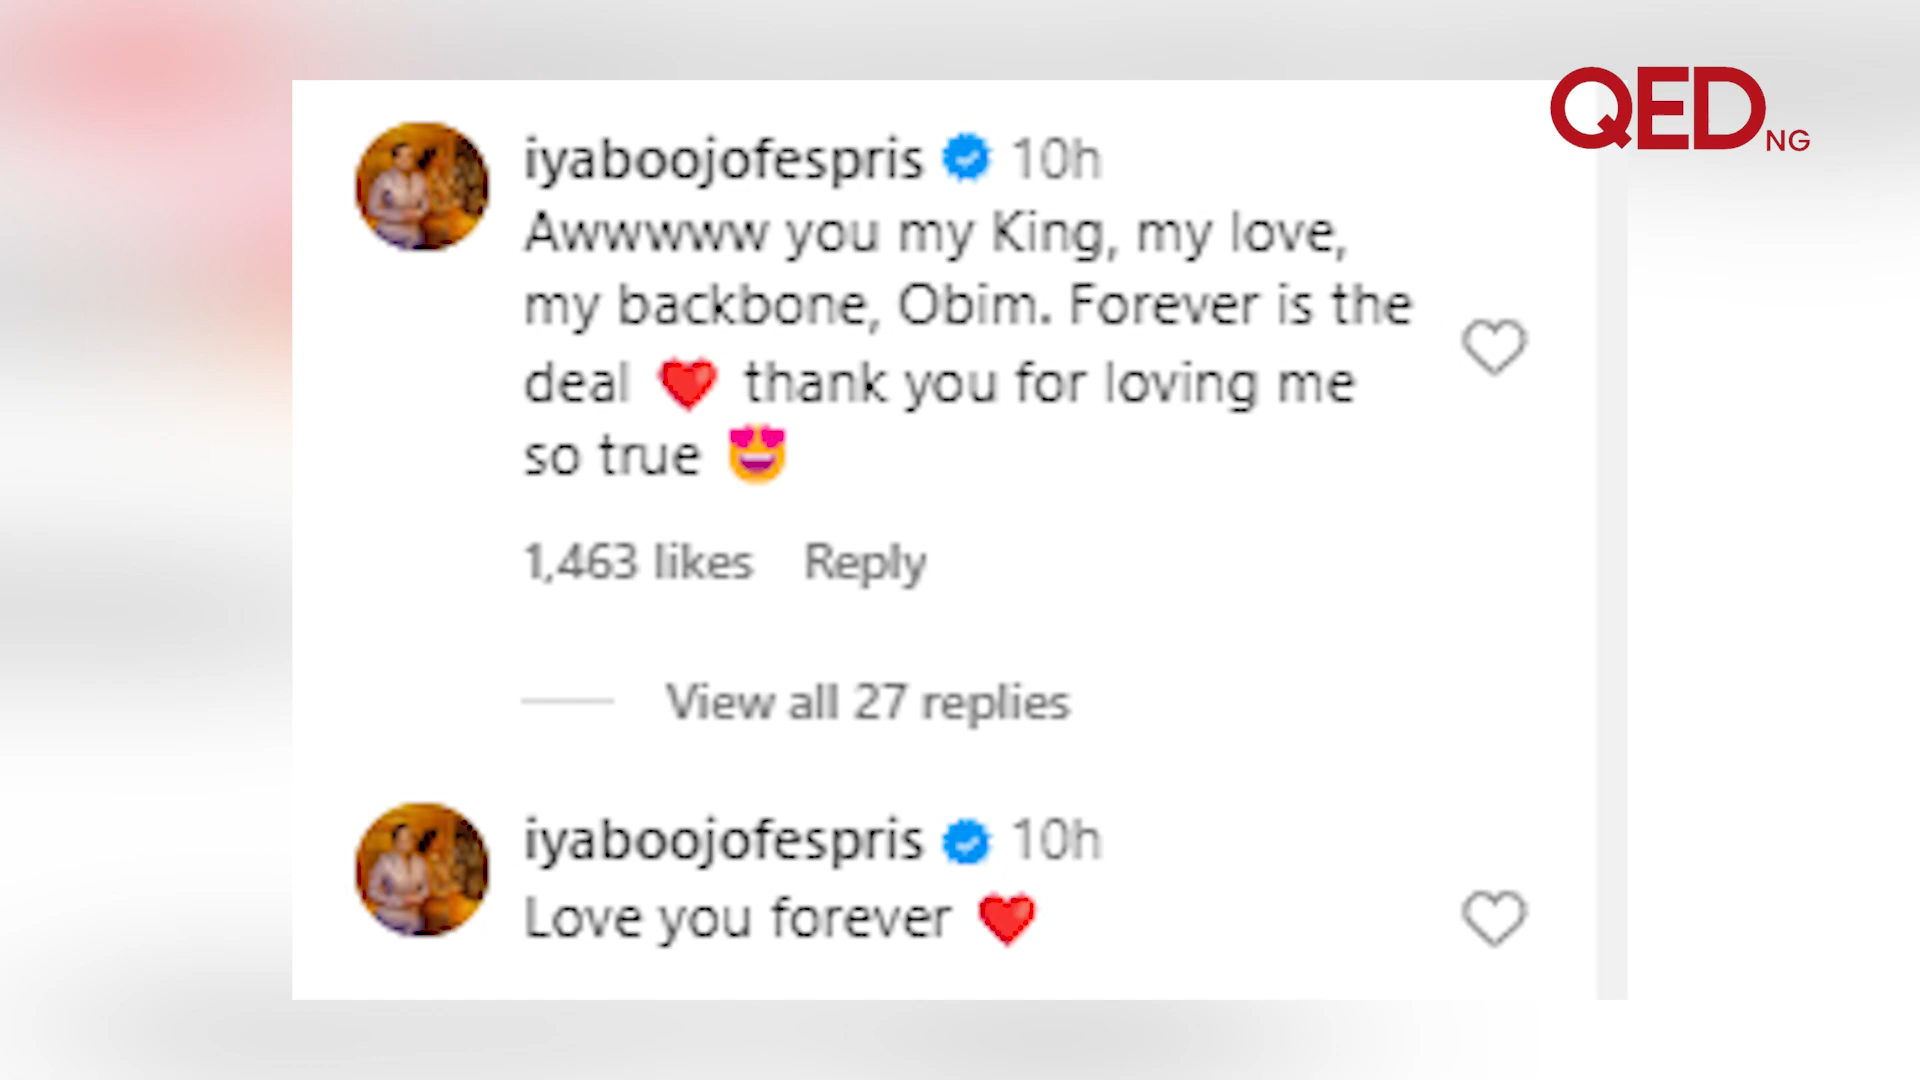 QED NG
iyaboojofespris 10h
Awwwww you my King, my love,
my backbone, Obim. Forever is the
deal ❤️ thank you for loving me
so true 😍
1,463 likes Reply
View all 27 replies
iyaboojofespris 10h
Love you forever ❤️